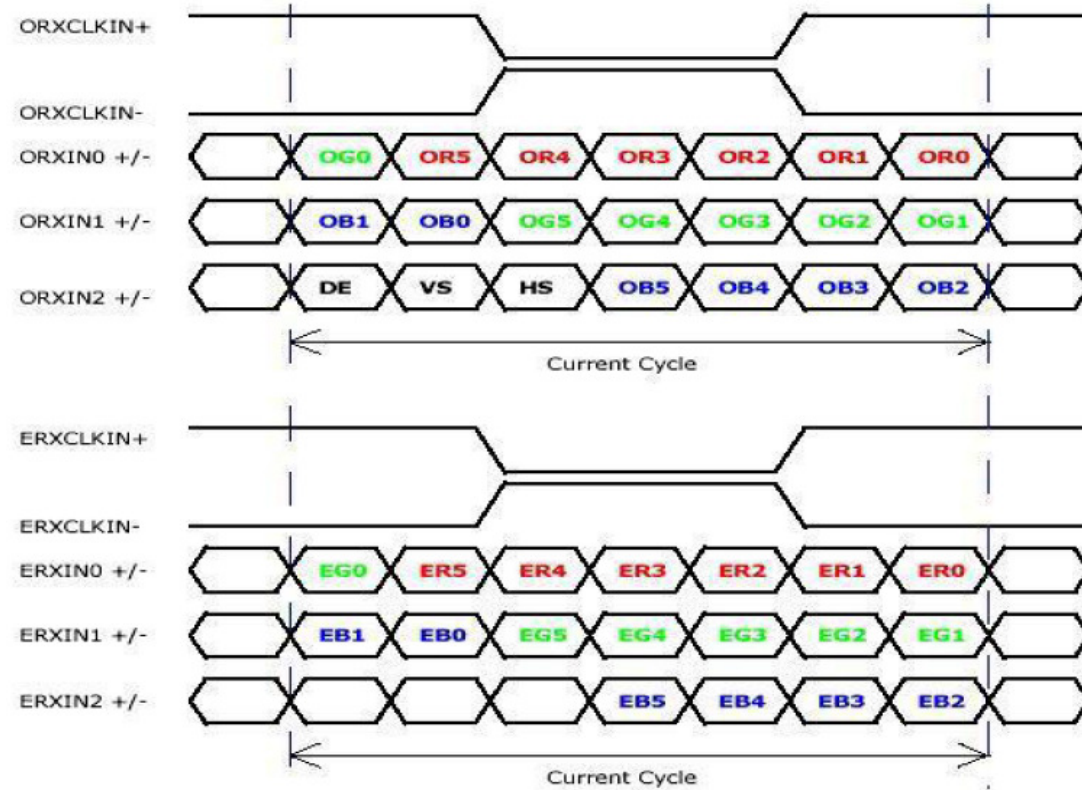 ORXCLKIN+
ORXCLKIN-
ORXIN0 +/- OG0 OR5 OR4 OR3 OR2 OR1 OR0
ORXIN1 +/- OB1 OB0 OG5 OG4 OG3 OG2 OG1
ORXIN2 +/- DE VS HS OB5 OB4 OB3 OB2
Current Cycle
ERXCLKIN+
ERXCLKIN-
ERXIN0 +/- EG0 ER5 ER4 ER3 ER2 ER1 ER0
ERXIN1 +/- EB1 EB0 EG5 EG4 EG3 EG2 EG1
ERXIN2 +/- EB5 EB4 EB3 EB2
Current Cycle